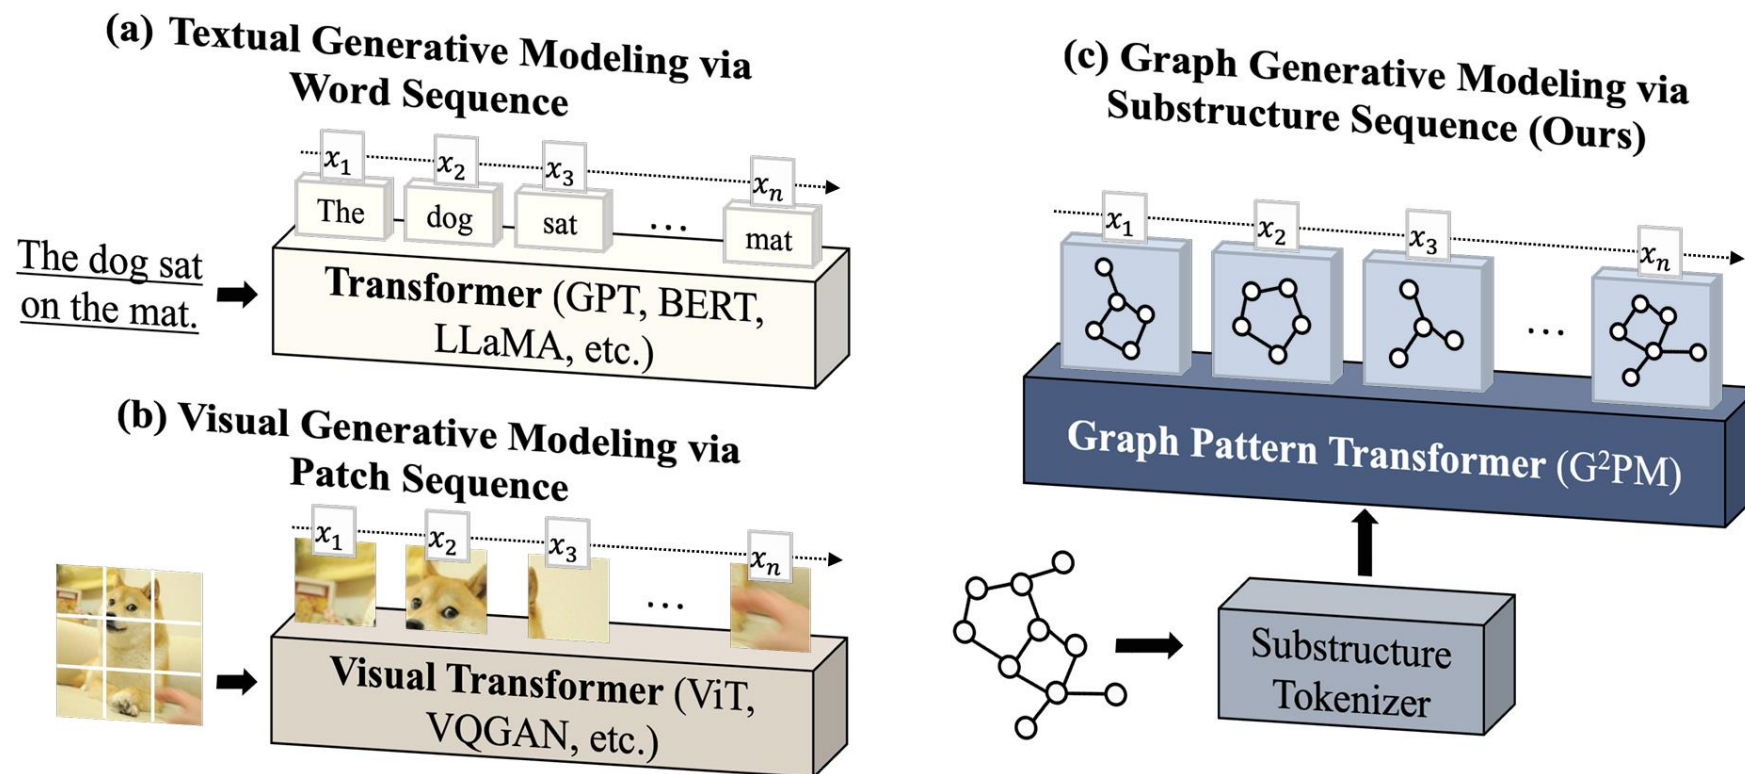 (a) Textual Generative Modeling via
Word Sequence
x₁ x₂ x₃ xₙ
The dog sat ... mat
The dog sat
on the mat.
Transformer (GPT, BERT,
LLaMA, etc.)
(b) Visual Generative Modeling via
Patch Sequence
x₁ x₂ x₃ xₙ
...
Visual Transformer (ViT,
VQGAN, etc.)
(c) Graph Generative Modeling via
Substructure Sequence (Ours)
x₁ x₂ x₃ xₙ
...
Graph Pattern Transformer (G²PM)
Substructure
Tokenizer